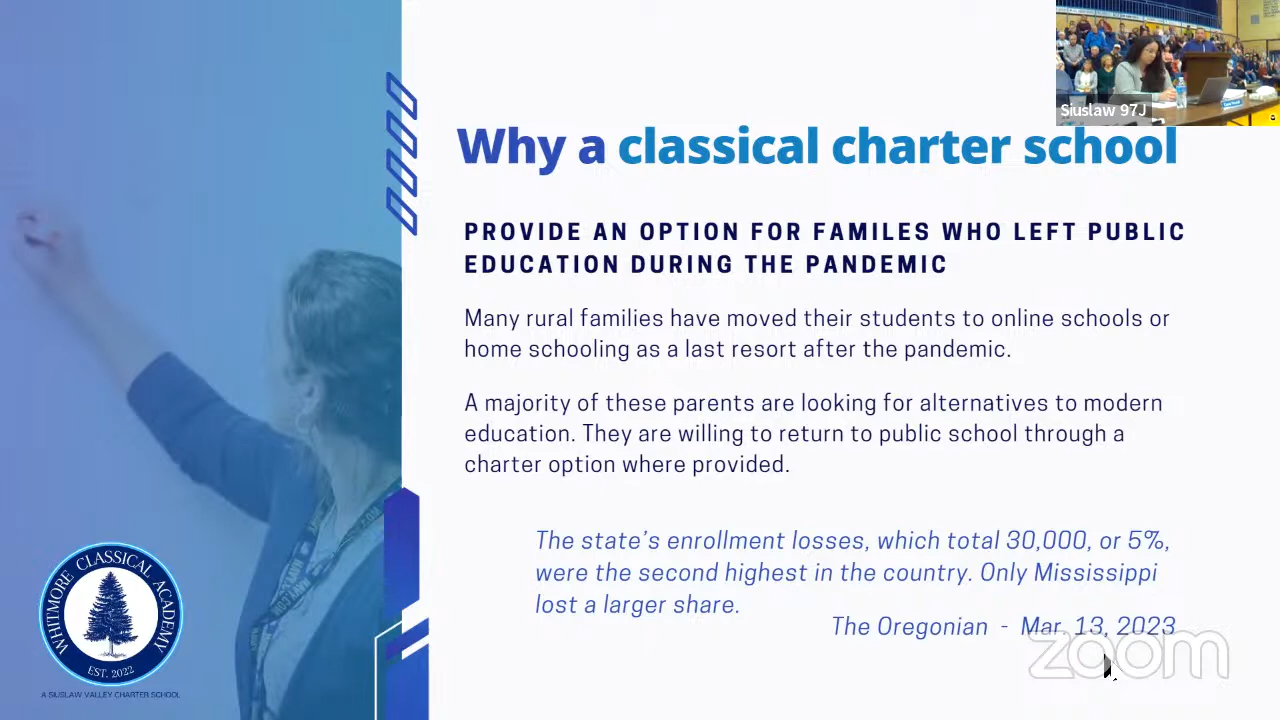 Siuslaw 97J
Why a classical charter school
PROVIDE AN OPTION FOR FAMILES WHO LEFT PUBLIC
EDUCATION DURING THE PANDEMIC
Many rural families have moved their students to online schools or
home schooling as a last resort after the pandemic.
A majority of these parents are looking for alternatives to modern
education. They are willing to return to public school through a
charter option where provided.
The state’s enrollment losses, which total 30,000, or 5%,
were the second highest in the country. Only Mississippi
lost a larger share.
The Oregonian - Mar. 13, 2023
zoom
WHITMORE CLASSICAL ACADEMY
EST. 2022
A SIUSLAW VALLEY CHARTER SCHOOL